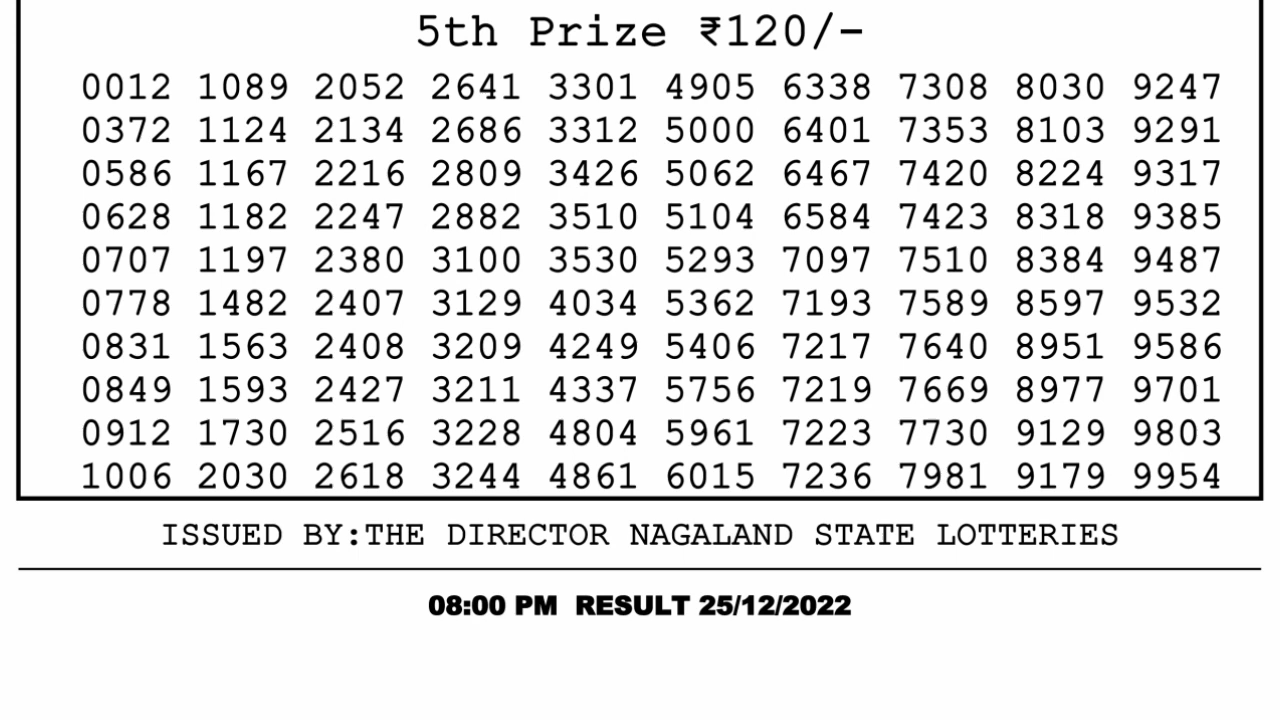 5th Prize ₹120/-
0012 1089 2052 2641 3301 4905 6338 7308 8030 9247
0372 1124 2134 2686 3312 5000 6401 7353 8103 9291
0586 1167 2216 2809 3426 5062 6467 7420 8224 9317
0628 1182 2247 2882 3510 5104 6584 7423 8318 9385
0707 1197 2380 3100 3530 5293 7097 7510 8384 9487
0778 1482 2407 3129 4034 5362 7193 7589 8597 9532
0831 1563 2408 3209 4249 5406 7217 7640 8951 9586
0849 1593 2427 3211 4337 5756 7219 7669 8977 9701
0912 1730 2516 3228 4804 5961 7223 7730 9129 9803
1006 2030 2618 3244 4861 6015 7236 7981 9179 9954
ISSUED BY:THE DIRECTOR NAGALAND STATE LOTTERIES
08:00 PM RESULT 25/12/2022